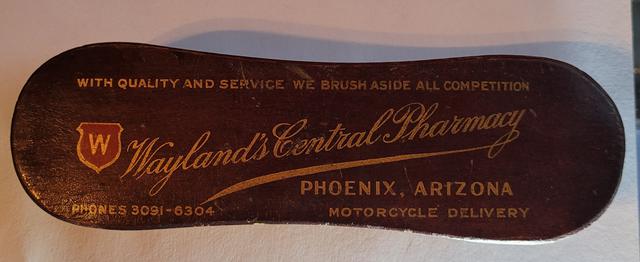 WITH QUALITY AND SERVICE WE BRUSH ASIDE ALL COMPETITION
W
Wayland's Central Pharmacy
PHOENIX, ARIZONA
PHONES 3091-6304
MOTORCYCLE DELIVERY